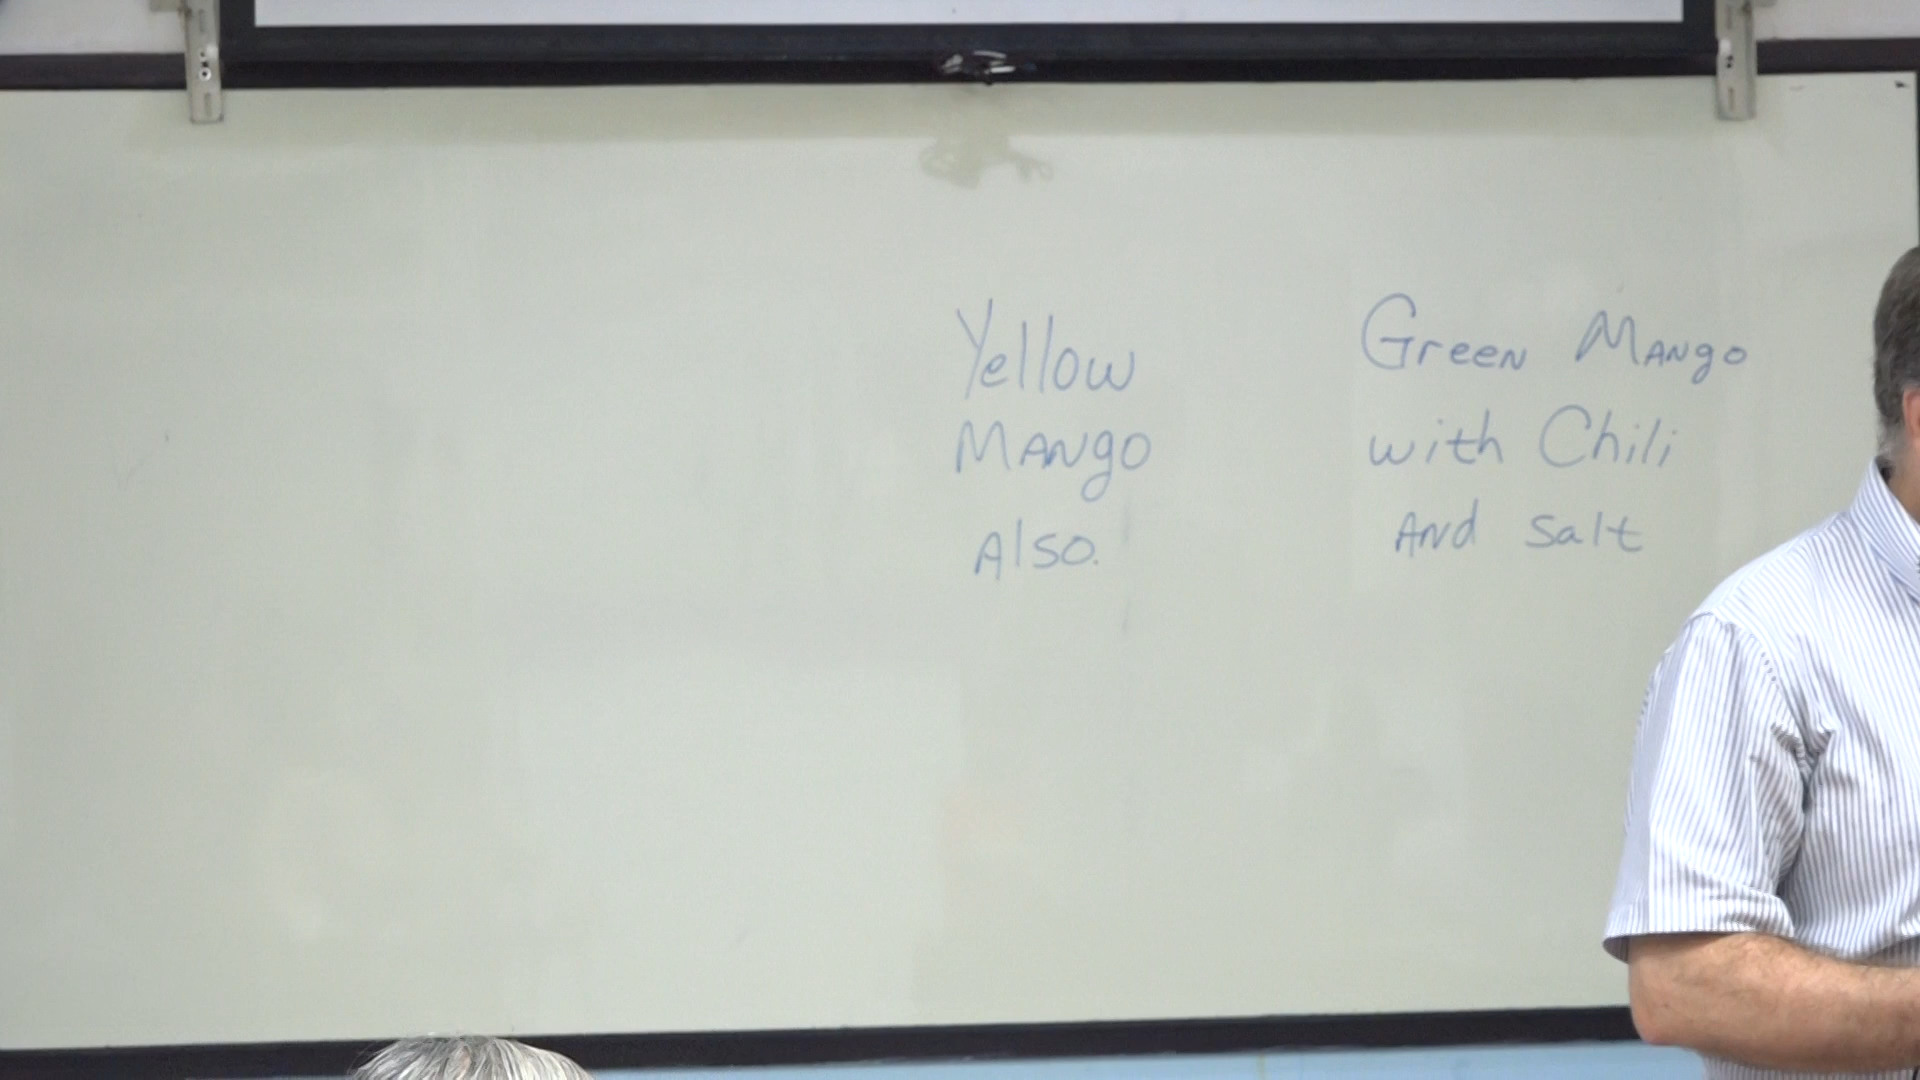 Yellow
Mango
Also.
Green Mango
with Chili
And salt